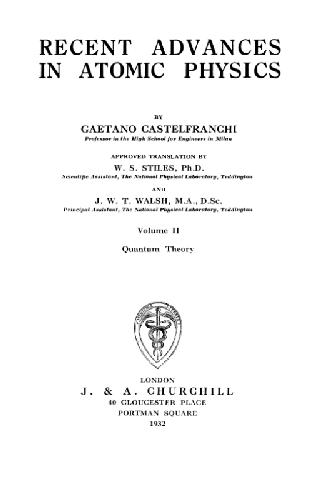 RECENT ADVANCES
IN ATOMIC PHYSICS
BY
GAETANO CASTELFRANCHI
Professor in the High School for Engineers in Milan
APPROVED TRANSLATION BY
W. S. STILES, Ph.D.
Scientific Assistant, The National Physical Laboratory, Teddington
AND
J. W. T. WALSH, M.A., D.Sc.
Principal Assistant, The National Physical Laboratory, Teddington
Volume II
Quantum Theory
LONDON
J. & A. CHURCHILL
40 GLOUCESTER PLACE
PORTMAN SQUARE
1932